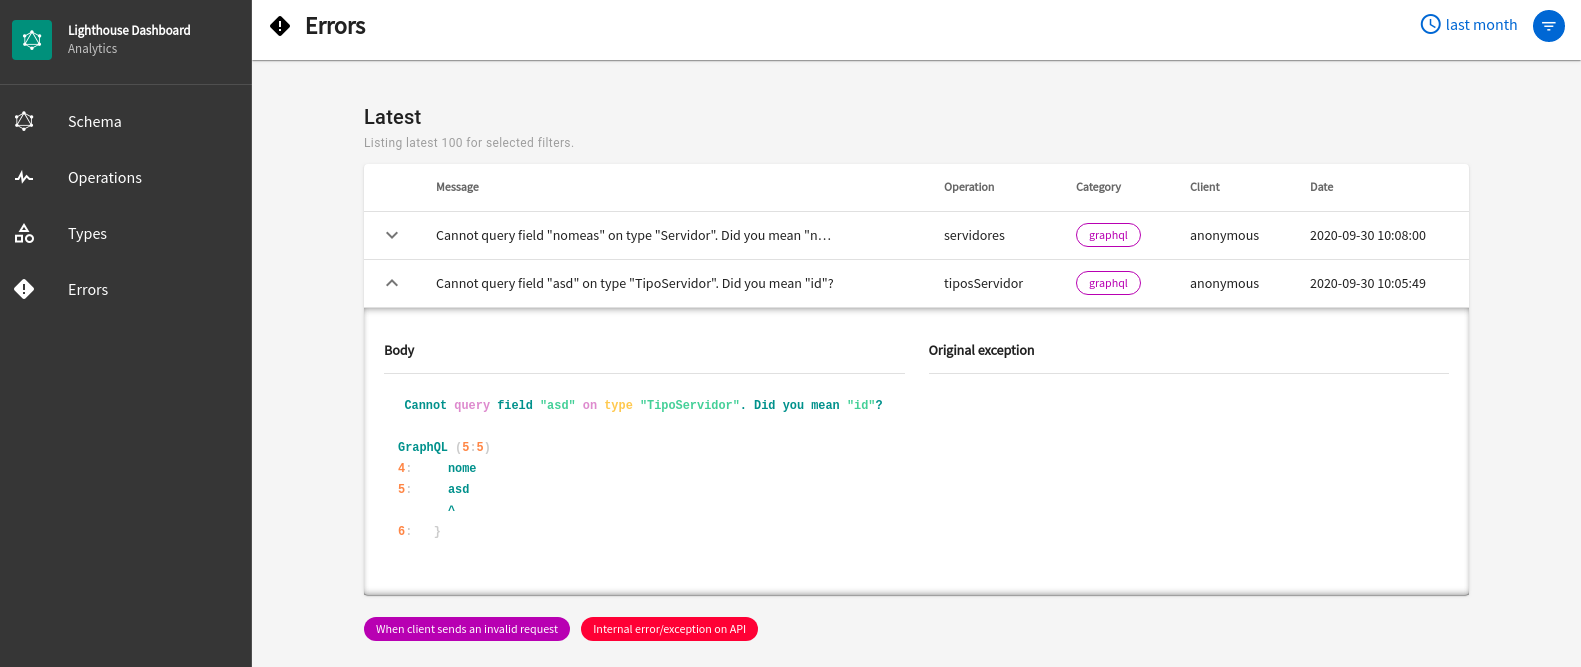 Lighthouse Dashboard
Analytics
Schema
Operations
Types
Errors
Errors
last month
Latest
Listing latest 100 for selected filters.
Message Operation Category Client Date
Cannot query field "nomeas" on type "Servidor". Did you mean "n... servidores graphql anonymous 2020-09-30 10:08:00
Cannot query field "asd" on type "TipoServidor". Did you mean "id"? tiposServidor graphql anonymous 2020-09-30 10:05:49
Body Original exception
Cannot query field "asd" on type "TipoServidor". Did you mean "id"?
GraphQL (5:5)
4: nome
5: asd
^
6: }
When client sends an invalid request Internal error/exception on API